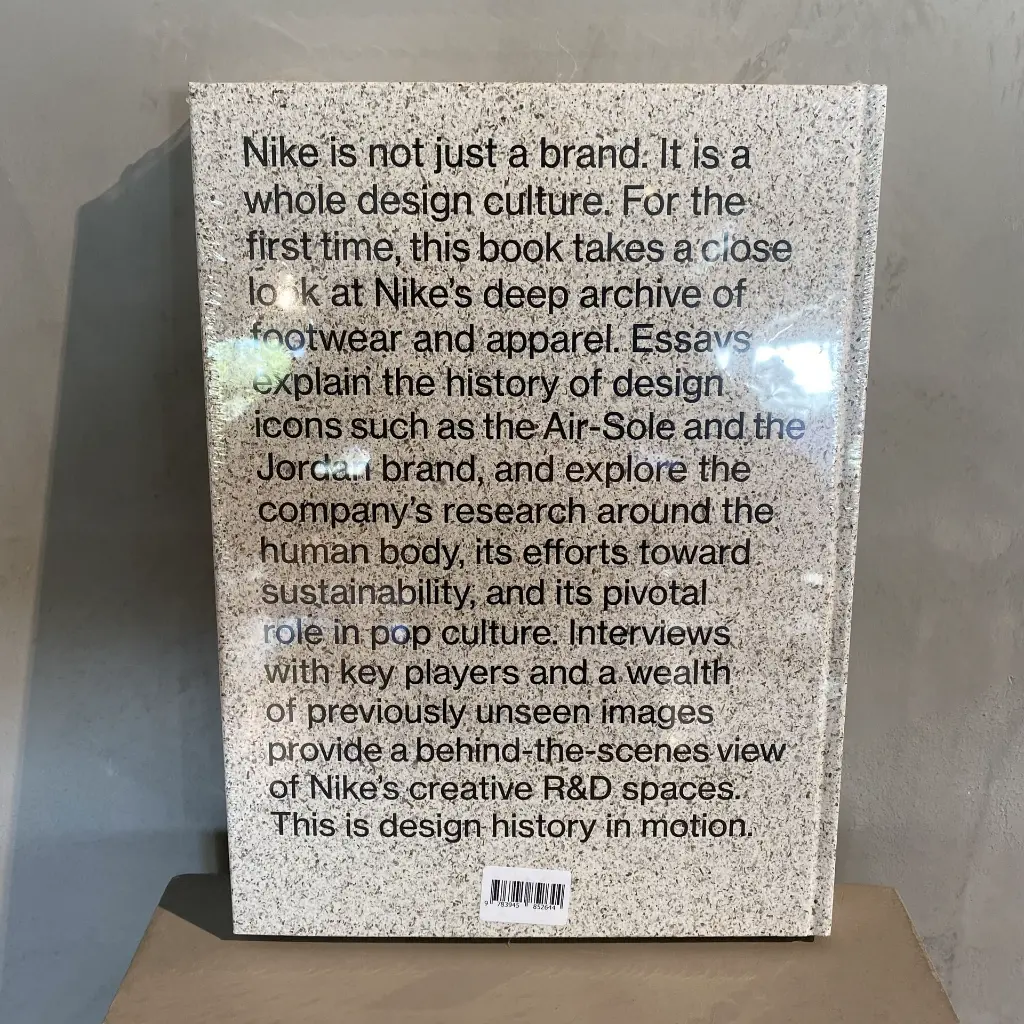 Nike is not just a brand. It is a
whole design culture. For the
first time, this book takes a close
look at Nike's deep archive of
footwear and apparel. Essays
explain the history of design
icons such as the Air-Sole and the
Jordan brand, and explore the
company's research around the
human body, its efforts toward
sustainability, and its pivotal
role in pop culture. Interviews
with key players and a wealth
of previously unseen images
provide a behind-the-scenes view
of Nike's creative R&D spaces.
This is design history in motion.
9 783945 852644